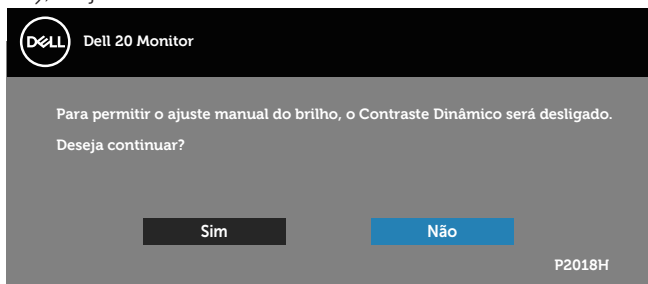 DELL
Dell 20 Monitor
Para permitir o ajuste manual do brilho, o Contraste Dinâmico será desligado.
Deseja continuar?
Sim
Não
P2018H